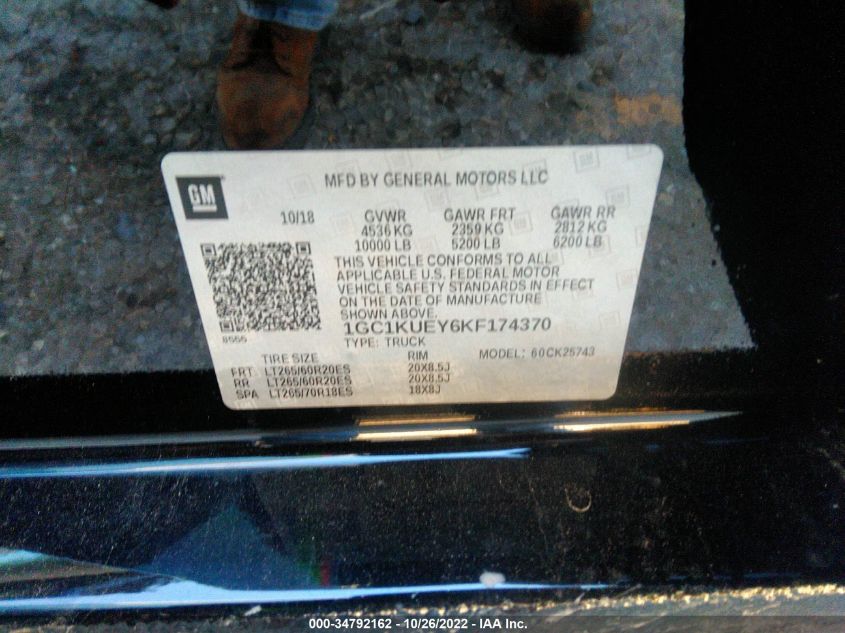 GM
MFD BY GENERAL MOTORS LLC
10/18 GVWR GAWR FRT GAWR RR
4536 KG 2359 KG 2812 KG
10000 LB 5200 LB 6200 LB
THIS VEHICLE CONFORMS TO ALL
APPLICABLE U.S. FEDERAL MOTOR
VEHICLE SAFETY STANDARDS IN EFFECT
ON THE DATE OF MANUFACTURE
SHOWN ABOVE.
1GC1KUEY6KF174370
TYPE: TRUCK
TIRE SIZE RIM MODEL: 60CK25743
FRT LT265/60R20ES 20X8.5J
RR LT265/60R20ES 20X8.5J
SPA LT265/70R18ES 18X8J
000-34792162 - 10/26/2022 - IAA Inc.